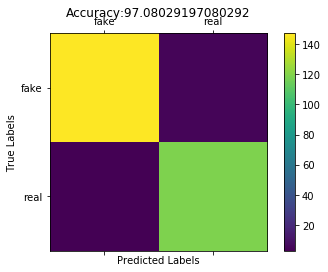 Accuracy:97.08029197080292
fake real
fake
real
True Labels
Predicted Labels
140
120
100
80
60
40
20